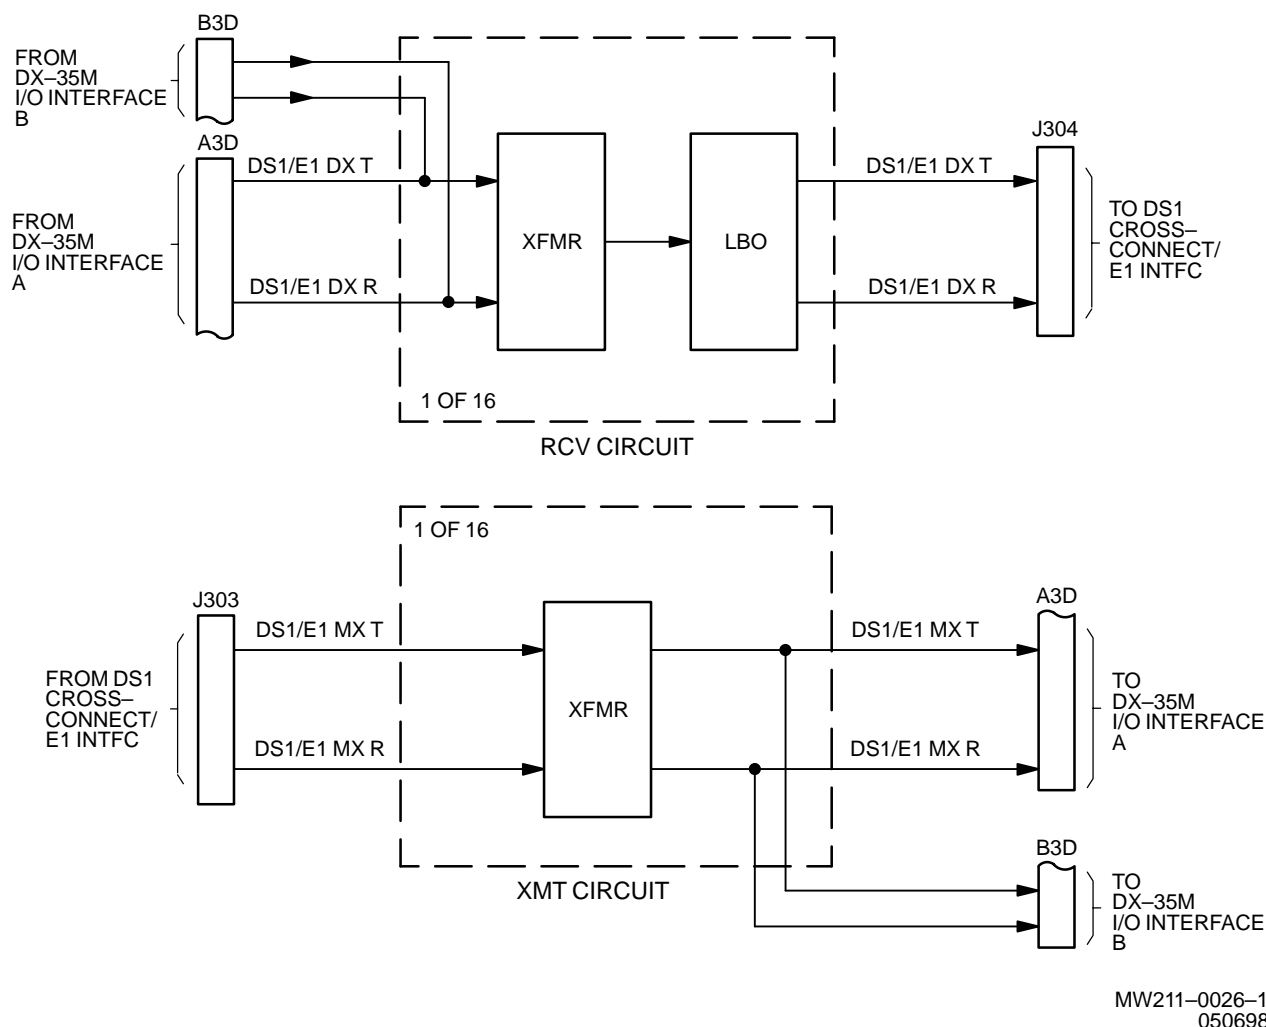 B3D
FROM
DX–35M
I/O INTERFACE
B
A3D
DS1/E1 DX T
FROM
DX–35M
I/O INTERFACE
A
DS1/E1 DX R
XFMR
LBO
DS1/E1 DX T
DS1/E1 DX R
J304
TO DS1
CROSS–
CONNECT/
E1 INTFC
1 OF 16
RCV CIRCUIT
1 OF 16
J303
DS1/E1 MX T
FROM DS1
CROSS–
CONNECT/
E1 INTFC
DS1/E1 MX R
XFMR
DS1/E1 MX T
DS1/E1 MX R
A3D
TO
DX–35M
I/O INTERFACE
A
XMT CIRCUIT
B3D
TO
DX–35M
I/O INTERFACE
B
MW211–0026–1
050698